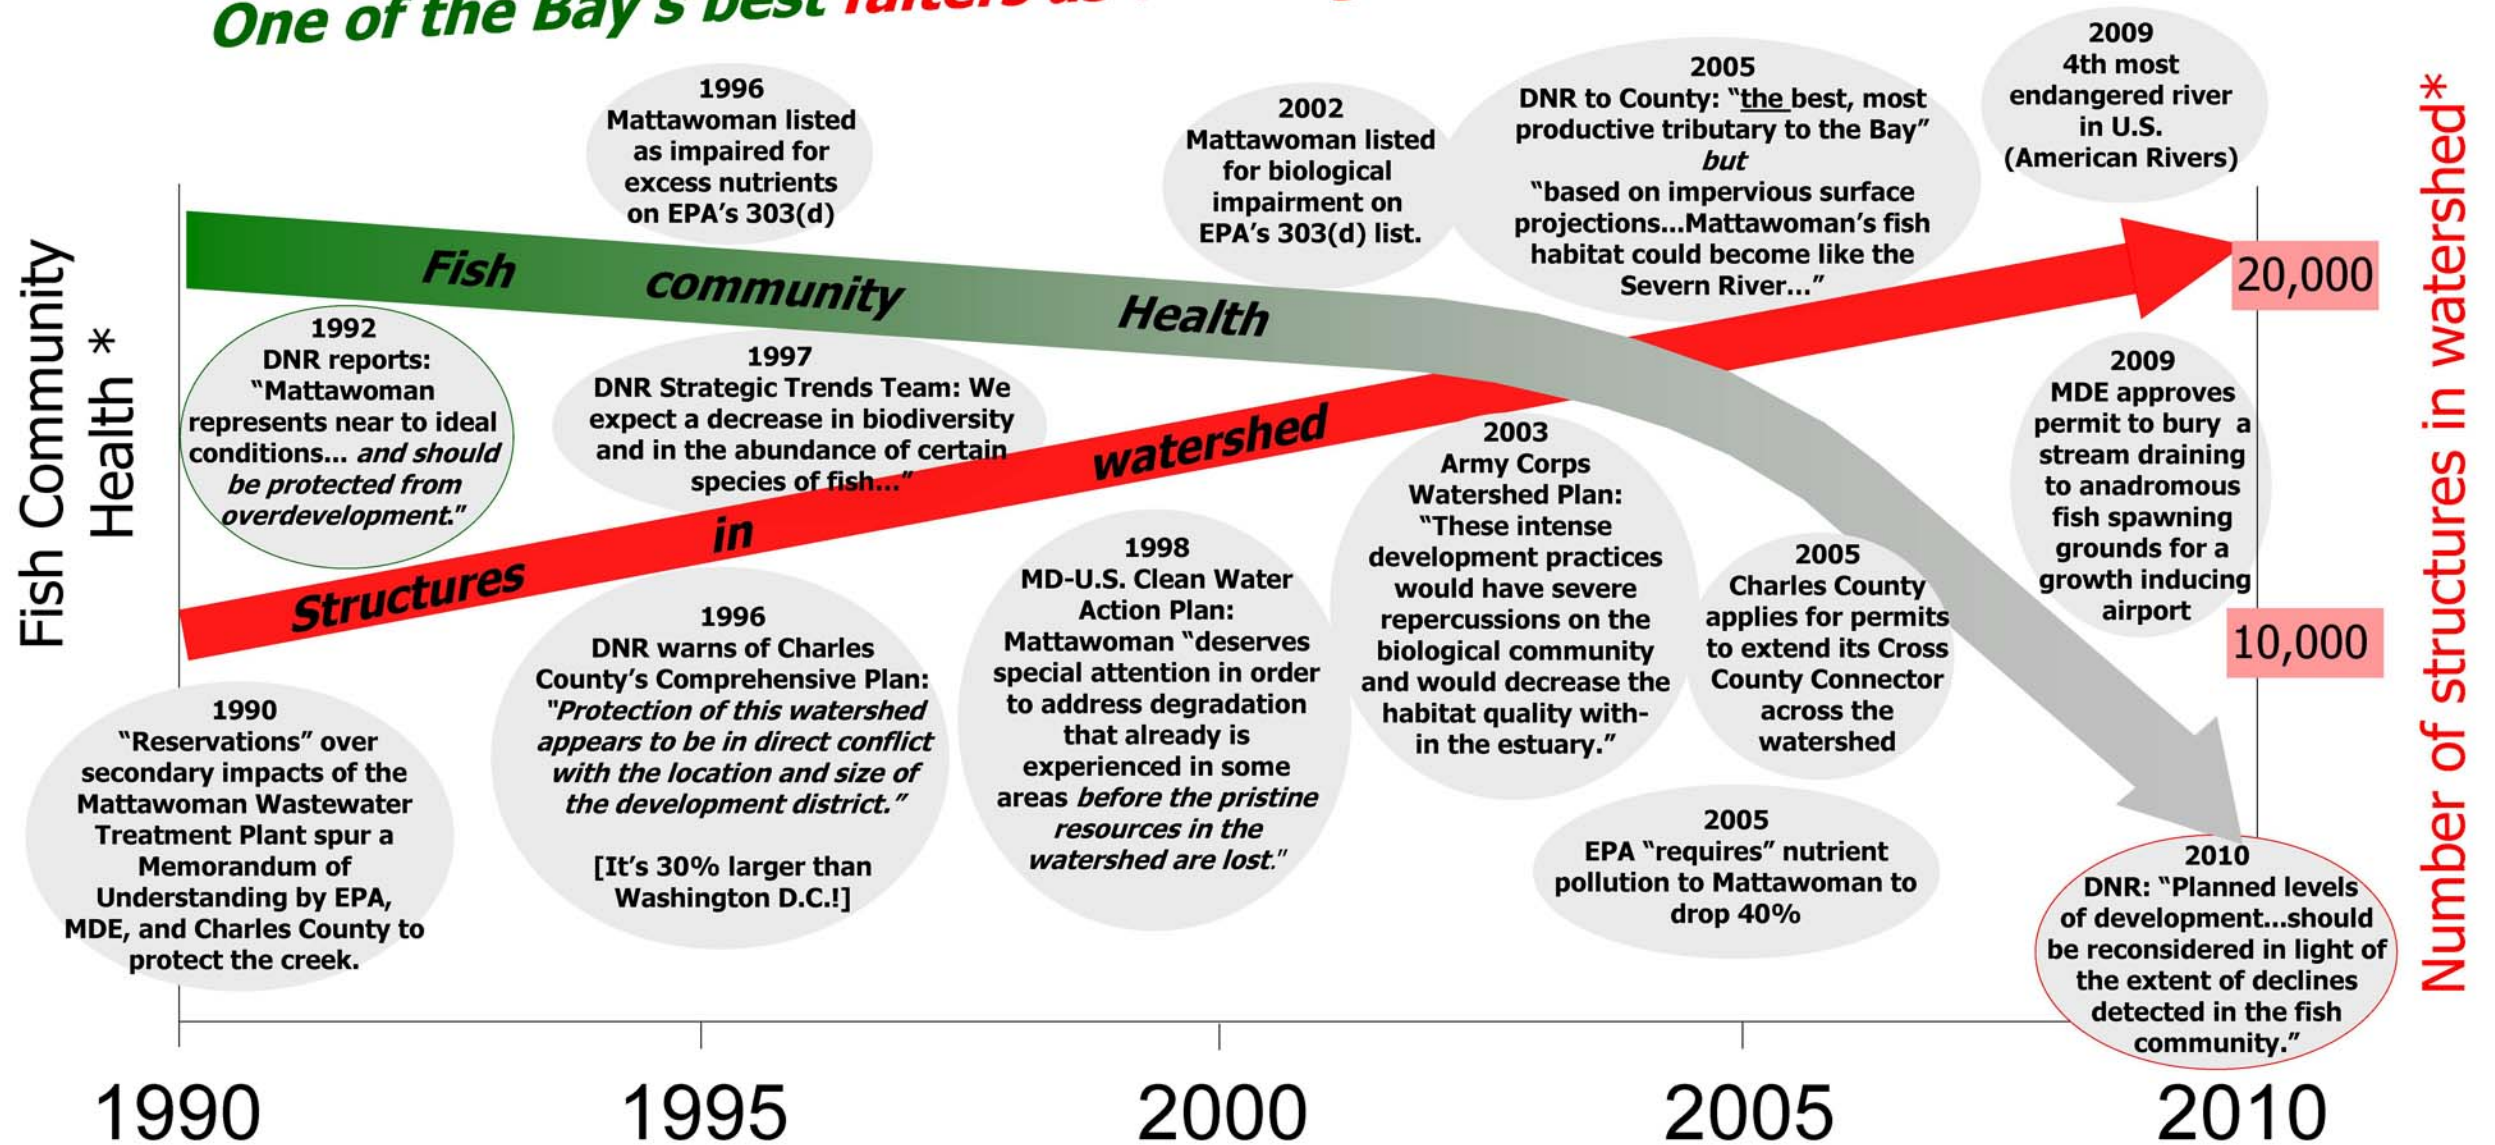 One of the Bay's best falters as
1996
Mattawoman listed
as impaired for
excess nutrients
on EPA's 303(d)
2002
Mattawoman listed
for biological
impairment on
EPA's 303(d) list.
2005
DNR to County: “the best, most
productive tributary to the Bay”
but
“based on impervious surface
projections...Mattawoman's fish
habitat could become like the
Severn River...”
2009
4th most
endangered river
in U.S.
(American Rivers)
Fish Community
Health *
Number of structures in watershed*
Fish community Health
20,000
1992
DNR reports:
“Mattawoman
represents near to ideal
conditions... and should
be protected from
overdevelopment.”
1997
DNR Strategic Trends Team: We
expect a decrease in biodiversity
and in the abundance of certain
species of fish...”
Structures in watershed
2003
Army Corps
Watershed Plan:
“These intense
development practices
would have severe
repercussions on the
biological community
and would decrease the
habitat quality with-
in the estuary.”
2009
MDE approves
permit to bury a
stream draining
to anadromous
fish spawning
grounds for a
growth inducing
airport
10,000
1990
“Reservations” over
secondary impacts of the
Mattawoman Wastewater
Treatment Plant spur a
Memorandum of
Understanding by EPA,
MDE, and Charles County to
protect the creek.
1996
DNR warns of Charles
County's Comprehensive Plan:
"Protection of this watershed
appears to be in direct conflict
with the location and size of
the development district.”
[It's 30% larger than
Washington D.C.!]
1998
MD-U.S. Clean Water
Action Plan:
Mattawoman “deserves
special attention in order
to address degradation
that already is
experienced in some
areas before the pristine
resources in the
watershed are lost."
2005
Charles County
applies for permits
to extend its Cross
County Connector
across the
watershed
2005
EPA “requires” nutrient
pollution to Mattawoman to
drop 40%
2010
DNR: “Planned levels
of development...should
be reconsidered in light of
the extent of declines
detected in the fish
community.”
1990 1995 2000 2005 2010